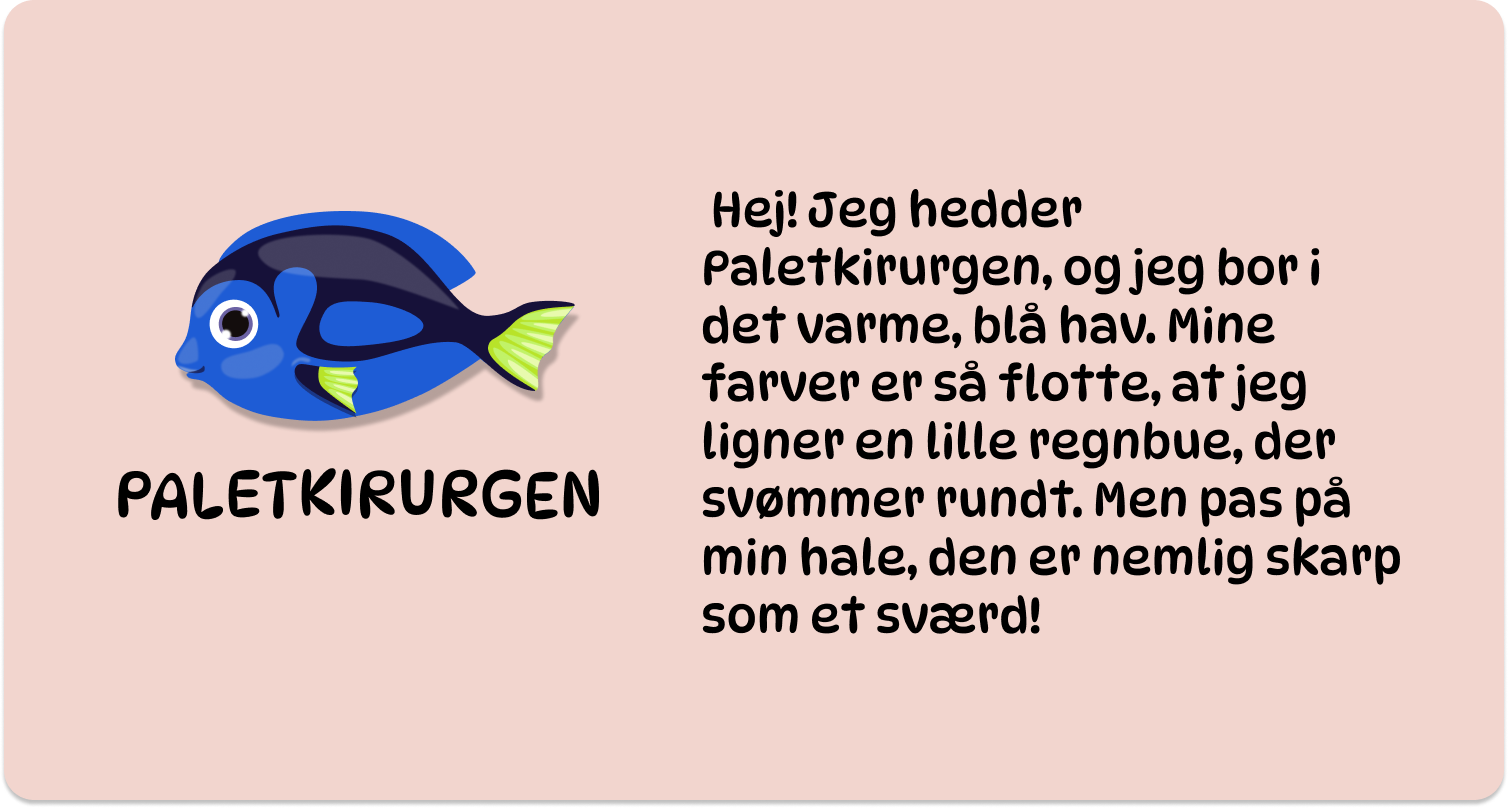 PALETKIRURGEN
Hej! Jeg hedder
Paletkirurgen, og jeg bor i
det varme, blå hav. Mine
farver er så flotte, at jeg
ligner en lille regnbue, der
svømmer rundt. Men pas på
min hale, den er nemlig skarp
som et sværd!